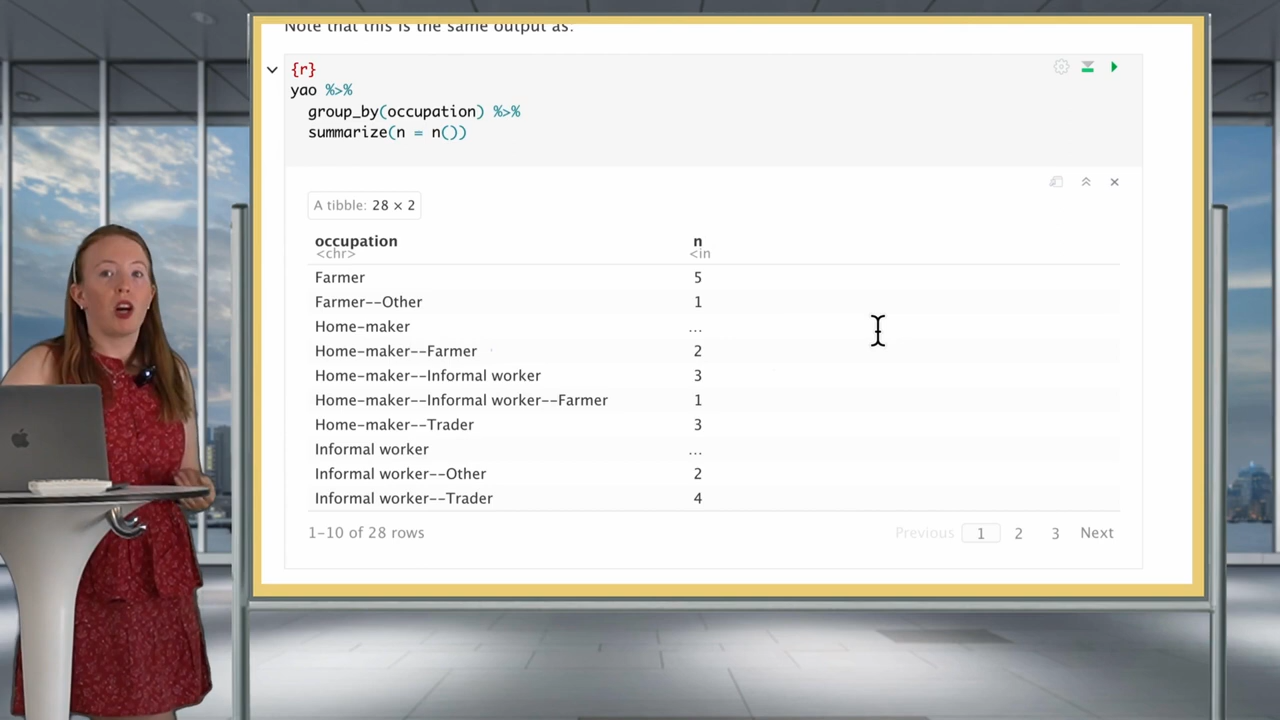 Note that this is the same output as:
{r}
yao %>%
group_by(occupation) %>%
summarize(n = n())
A tibble: 28 × 2
occupation n
<chr> <in
Farmer 5
Farmer--Other 1
Home-maker ...
Home-maker--Farmer 2
Home-maker--Informal worker 3
Home-maker--Informal worker--Farmer 1
Home-maker--Trader 3
Informal worker ...
Informal worker--Other 2
Informal worker--Trader 4
1-10 of 28 rows Previous 1 2 3 Next